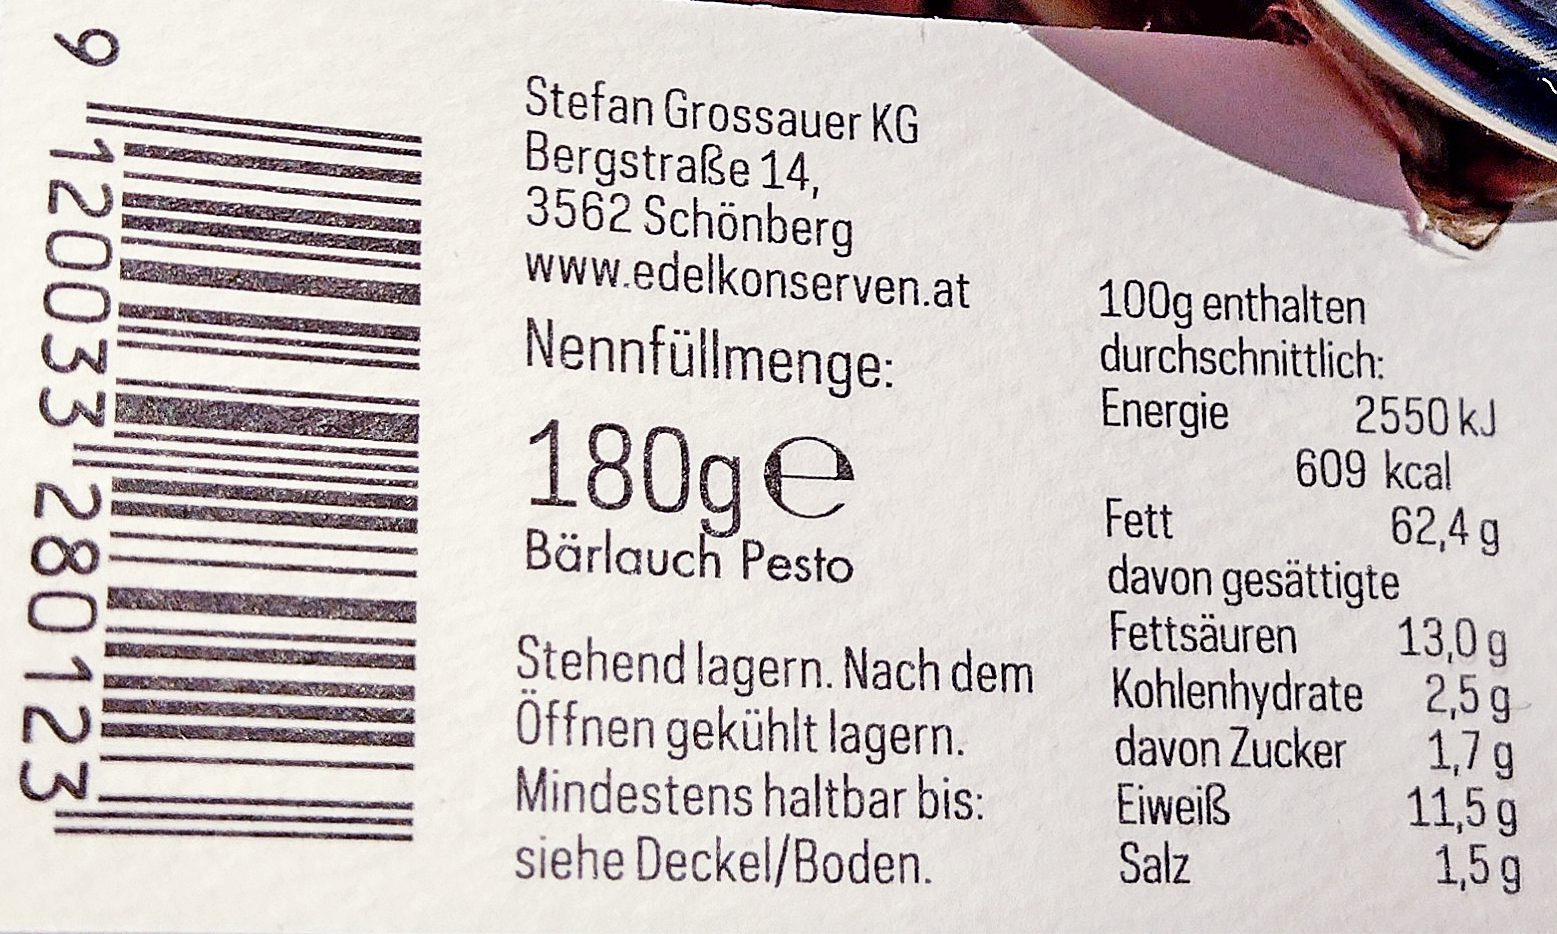 9 120033 280123
Stefan Grossauer KG
Bergstraße 14,
3562 Schönberg
www.edelkonserven.at
Nennfüllmenge:
180g e
Bärlauch Pesto
Stehend lagern. Nach dem
Öffnen gekühlt lagern.
Mindestens haltbar bis:
siehe Deckel/Boden.
100g enthalten
durchschnittlich:
Energie 2550 kJ
609 kcal
Fett 62,4 g
davon gesättigte
Fettsäuren 13,0 g
Kohlenhydrate 2,5 g
davon Zucker 1,7 g
Eiweiß 11,5 g
Salz 1,5 g